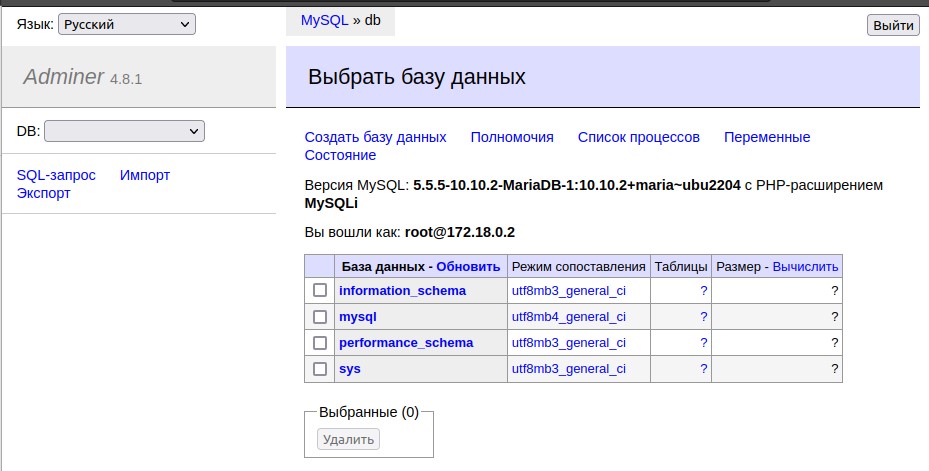 Язык: Русский
MySQL » db
Выйти
Adminer 4.8.1
Выбрать базу данных
DB:
SQL-запрос Импорт
Экспорт
Создать базу данных Полномочия Список процессов Переменные
Состояние
Версия MySQL: 5.5.5-10.10.2-MariaDB-1:10.10.2+maria~ubu2204 с PHP-расширением
MySQLi
Вы вошли как: root@172.18.0.2
База данных - Обновить Режим сопоставления Таблицы Размер - Вычислить
information_schema utf8mb3_general_ci ? ?
mysql utf8mb4_general_ci ? ?
performance_schema utf8mb3_general_ci ? ?
sys utf8mb3_general_ci ? ?
Выбранные (0)
Удалить